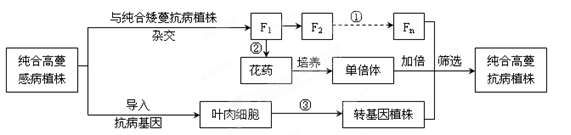 与纯合矮蔓抗病植株
杂交
F1
F2
①
Fn
②
花药
培养
单倍体
加倍
筛选
纯合高蔓
感病植株
纯合高蔓
抗病植株
导入
抗病基因
叶肉细胞
③
转基因植株